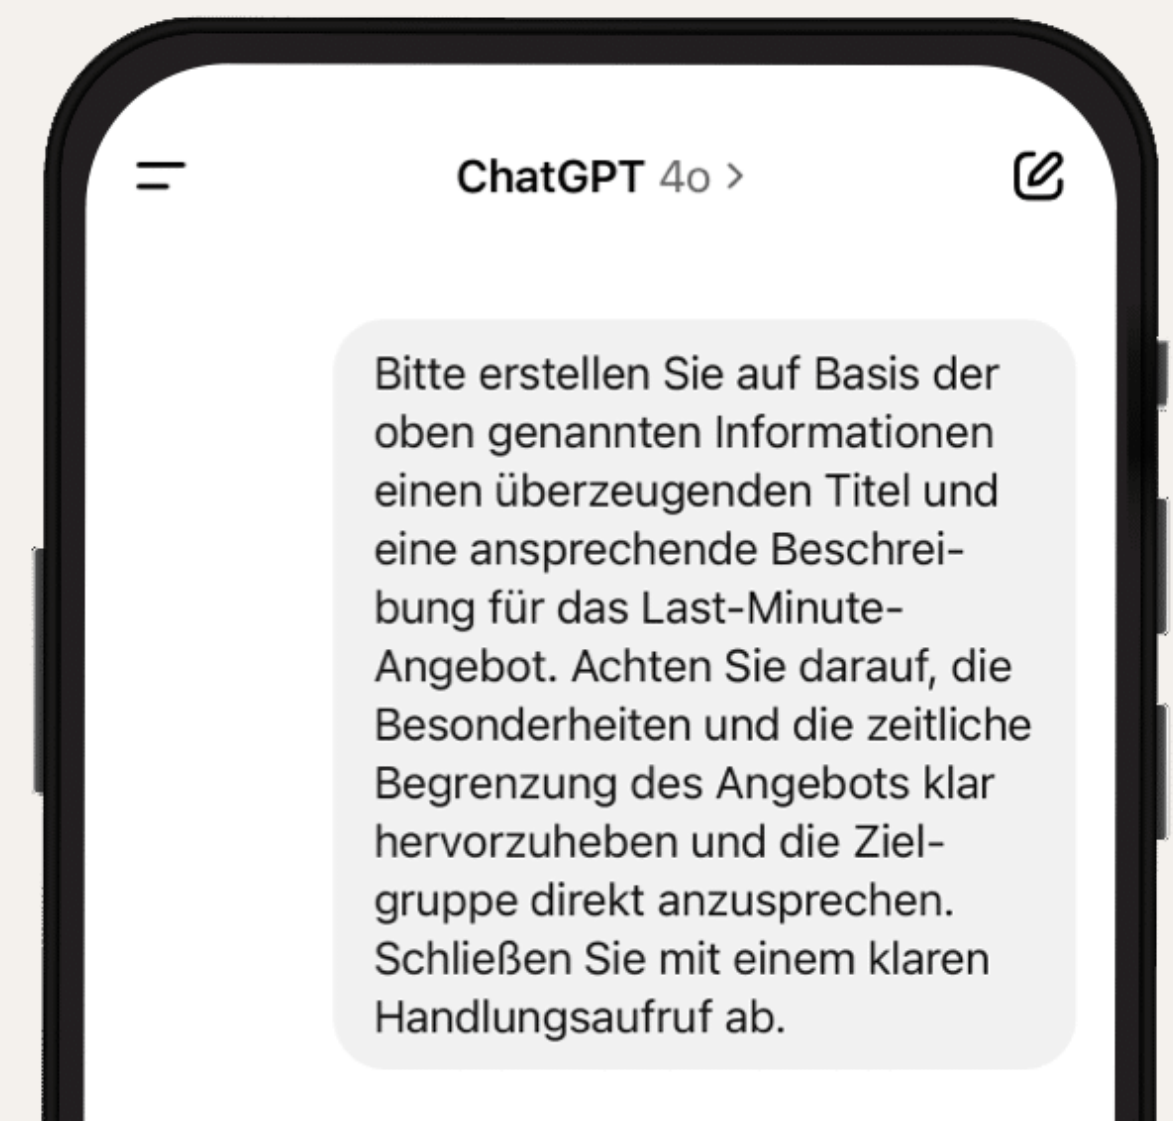 ChatGPT 4o >
Bitte erstellen Sie auf Basis der
oben genannten Informationen
einen überzeugenden Titel und
eine ansprechende Beschrei-
bung für das Last-Minute-
Angebot. Achten Sie darauf, die
Besonderheiten und die zeitliche
Begrenzung des Angebots klar
hervorzuheben und die Ziel-
gruppe direkt anzusprechen.
Schließen Sie mit einem klaren
Handlungsaufruf ab.